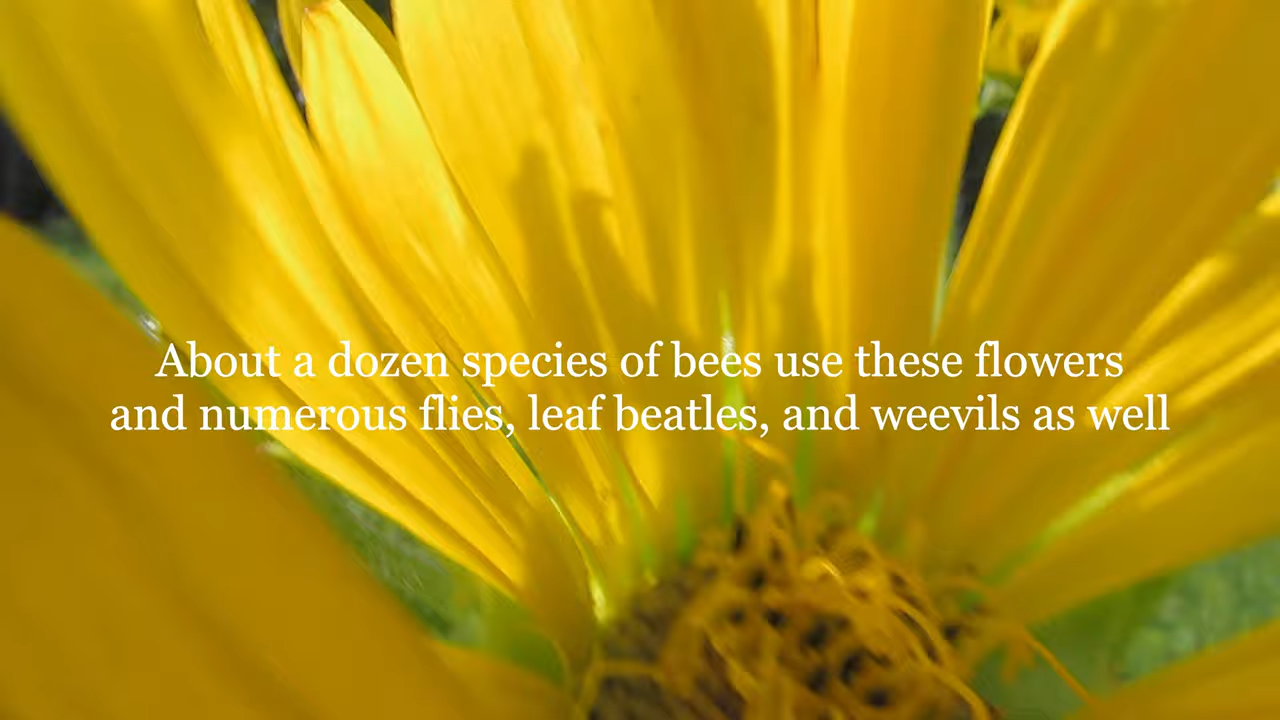 About a dozen species of bees use these flowers
and numerous flies, leaf beatles, and weevils as well